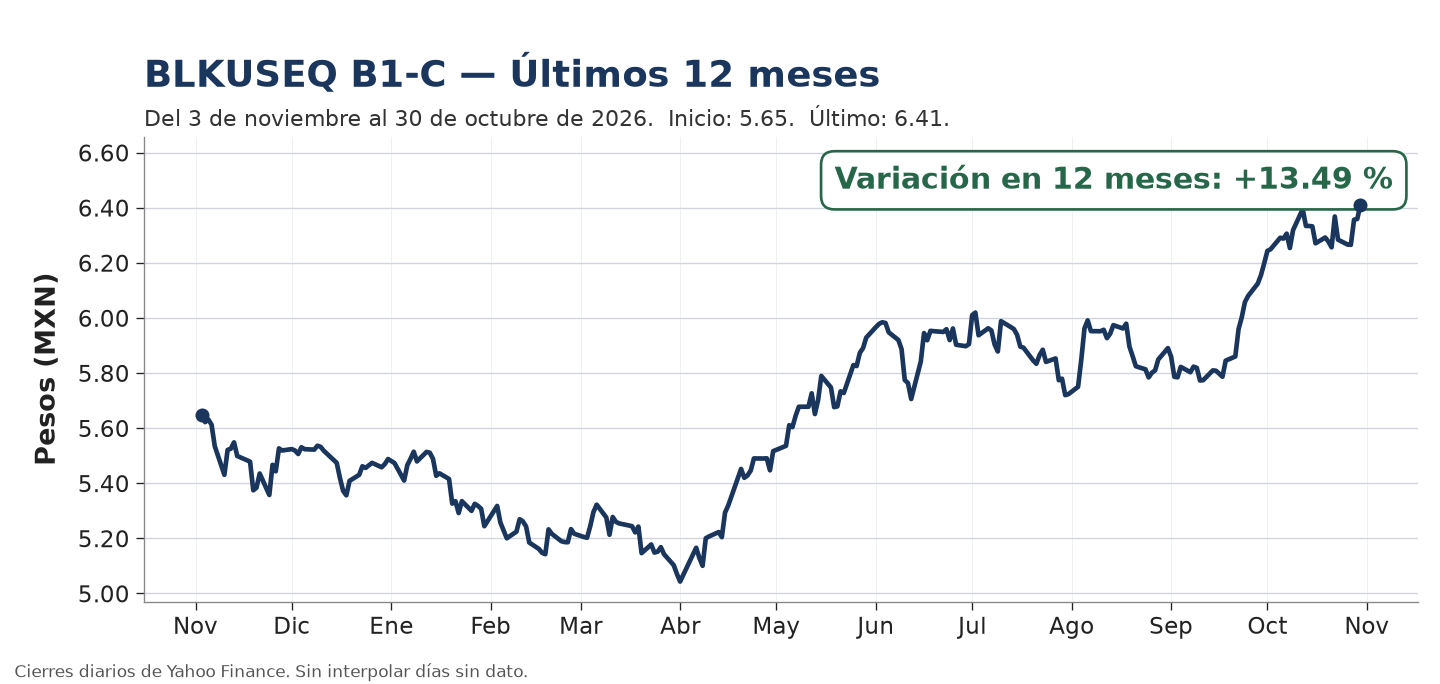 BLKUSEQ B1-C — Últimos 12 meses
Del 3 de noviembre al 30 de octubre de 2026.  Inicio: 5.65.  Último: 6.41.
Variación en 12 meses: +13.49 %
Pesos (MXN)
6.60
6.40
6.20
6.00
5.80
5.60
5.40
5.20
5.00
Nov Dic Ene Feb Mar Abr May Jun Jul Ago Sep Oct Nov
Cierres diarios de Yahoo Finance. Sin interpolar días sin dato.